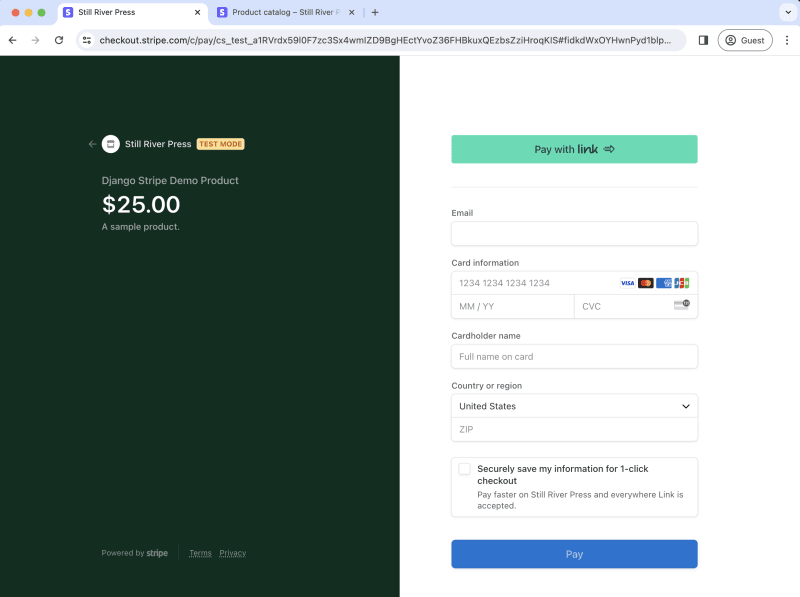 Still River Press
Product catalog – Still River P
checkout.stripe.com/c/pay/cs_test_a1RVrdx59I0F7zc3Sx4wmIZD9BgHEctYvoZ36FHBkuxQEzbsZziHroqKlS#fidkdWxOYHwnPyd1blp...
Guest
Still River Press TEST MODE
Django Stripe Demo Product
$25.00
A sample product.
Powered by stripe
Terms Privacy
Pay with link
Email
Card information
1234 1234 1234 1234 VISA
MM / YY CVC
Cardholder name
Full name on card
Country or region
United States
ZIP
Securely save my information for 1-click
checkout
Pay faster on Still River Press and everywhere Link is
accepted.
Pay